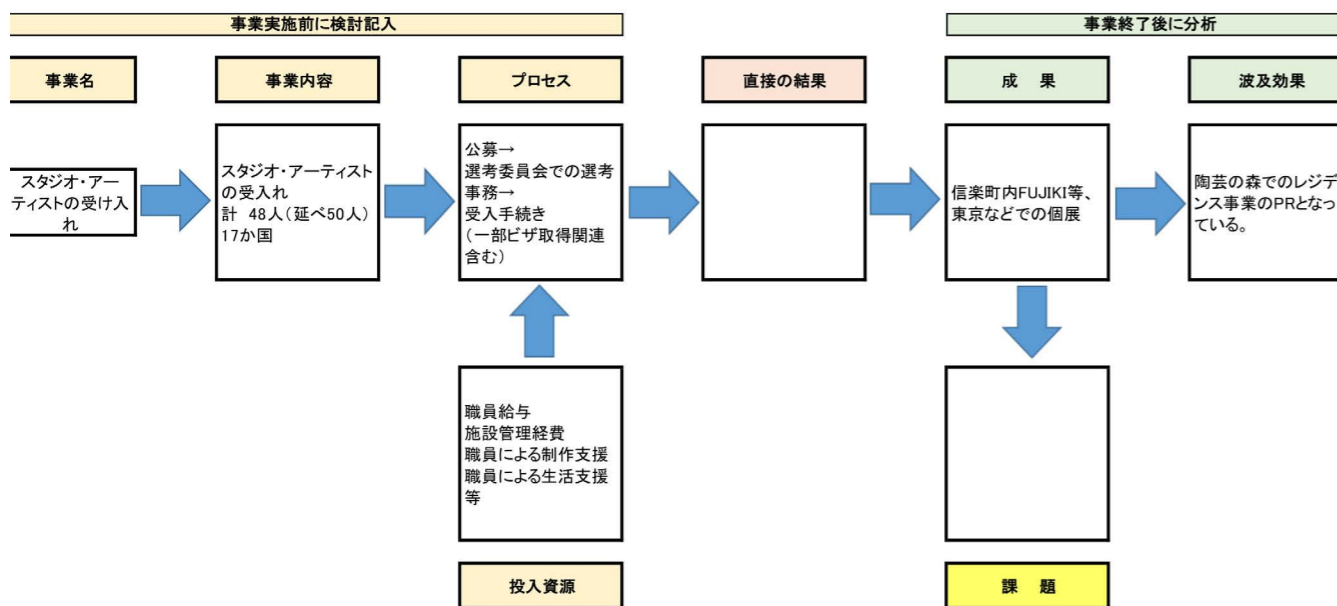 事業実施前に検討記入
事業終了後に分析
事業名
事業内容
プロセス
直接の結果
成　果
波及効果
スタジオ・アー
ティストの受け入
れ
スタジオ・アーティスト
の受入れ
計　48人（延べ50人）
17か国
公募→
選考委員会での選考
事務→
受入手続き
（一部ビザ取得関連
含む）
信楽町内FUJIKI等、
東京などでの個展
陶芸の森でのレジデ
ンス事業のPRとなっ
ている。
職員給与
施設管理経費
職員による制作支援
職員による生活支援
等
投入資源
課　題